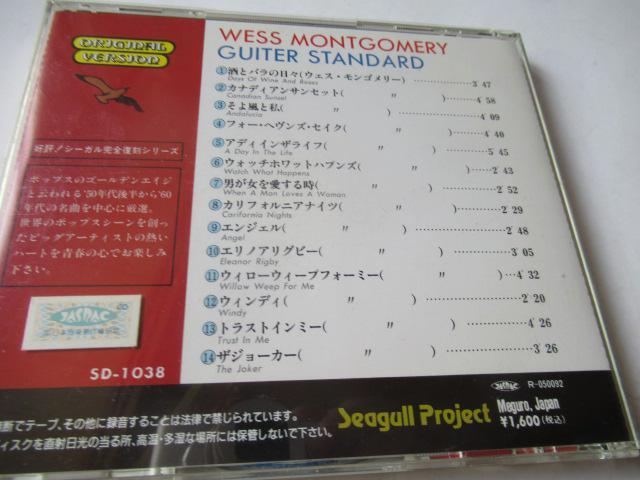 ORIGINAL
VERSION
好評！シーガル完全復刻シリーズ
ポップスのゴールデンエイジ
と云われる'50年代後半から'60
年代の名曲を中心に厳選。
世界のポップスシーンを創っ
たビッグアーティストの熱い
ハートを青春の心でお楽しみ
下さい。
JASRAC
SD-1038
WESS MONTGOMERY
GUITER STANDARD
①酒とバラの日々(ウェス・モンゴメリー) 3'47
Days Of Wine And Roses
②カナディアンサンセット( 〃 ) 4'58
Canadian Sunset
③そよ風と私( 〃 ) 4'09
Andalucia
④フォー・ヘヴンズ・セイク( 〃 ) 4'40
⑤アディインザライフ( 〃 ) 5'45
A Day In The Life
⑥ウォッチホワットハプンズ( 〃 ) 2'43
Watch What Happens
⑦男が女を愛する時( 〃 ) 2'52
When A Man Loves A Woman
⑧カリフォルニアナイツ( 〃 ) 2'29
Carifornia Nights
⑨エンジェル( 〃 ) 2'48
Angel
⑩エリノアリグビー( 〃 ) 3'05
Eleanor Rigby
⑪ウィローウィープフォーミー( 〃 ) 4'32
Willow Weep For Me
⑫ウィンディ( 〃 ) 2'20
Windy
⑬トラストインミー( 〃 ) 4'26
Trust In Me
⑭ザジョーカー( 〃 ) 3'26
The Joker
無断でテープ、その他に録音することは法律で禁じられています。
ディスクを直射日光の当る所、高温・多湿な場所には保管しないで下さい。
Seagull Project
JASRAC R-050092
Meguro, Japan
¥1,600(税込)